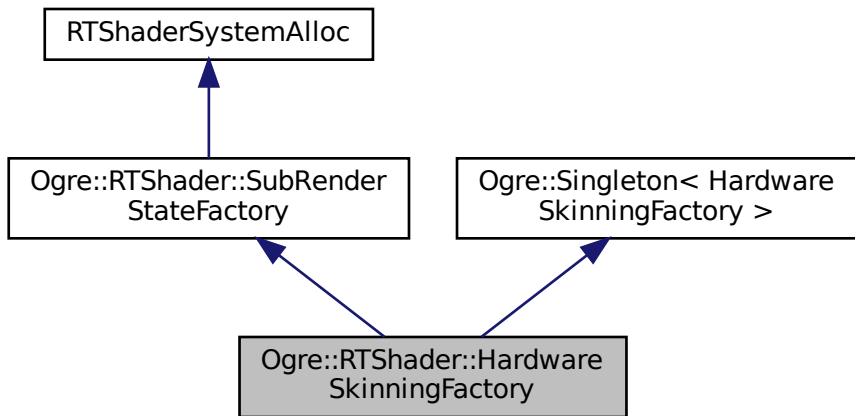 RTShaderSystemAlloc
Ogre::RTShader::SubRender
StateFactory
Ogre::Singleton< Hardware
SkinningFactory >
Ogre::RTShader::Hardware
SkinningFactory